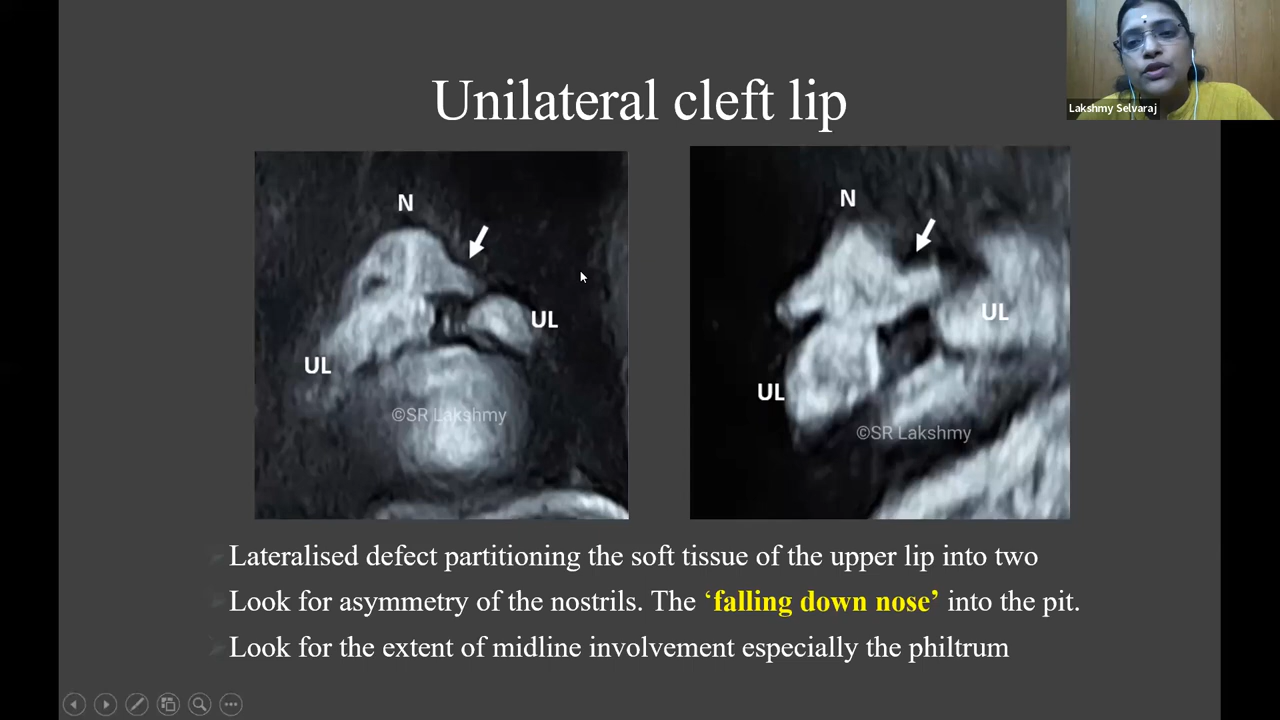 Unilateral cleft lip
Lakshmy Selvaraj
N
UL
UL
©SR Lakshmy
N
UL
UL
©SR Lakshmy
Lateralised defect partitioning the soft tissue of the upper lip into two
Look for asymmetry of the nostrils. The ‘falling down nose’ into the pit.
Look for the extent of midline involvement especially the philtrum